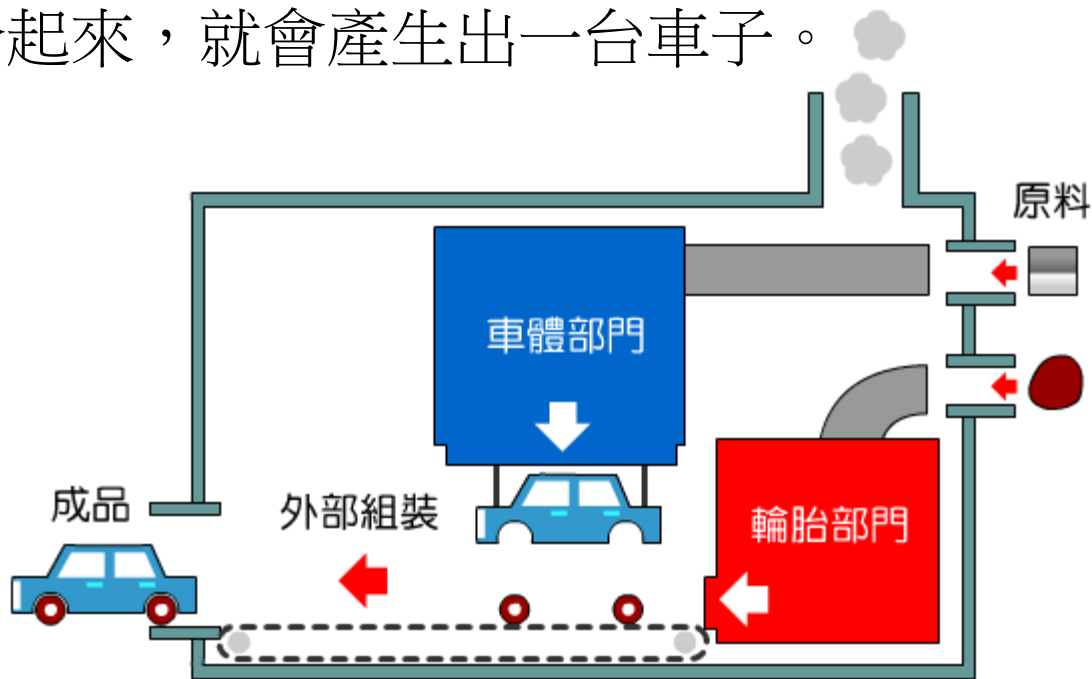 起來，就會產生出一台車子。
原料
車體部門
成品
外部組裝
輪胎部門